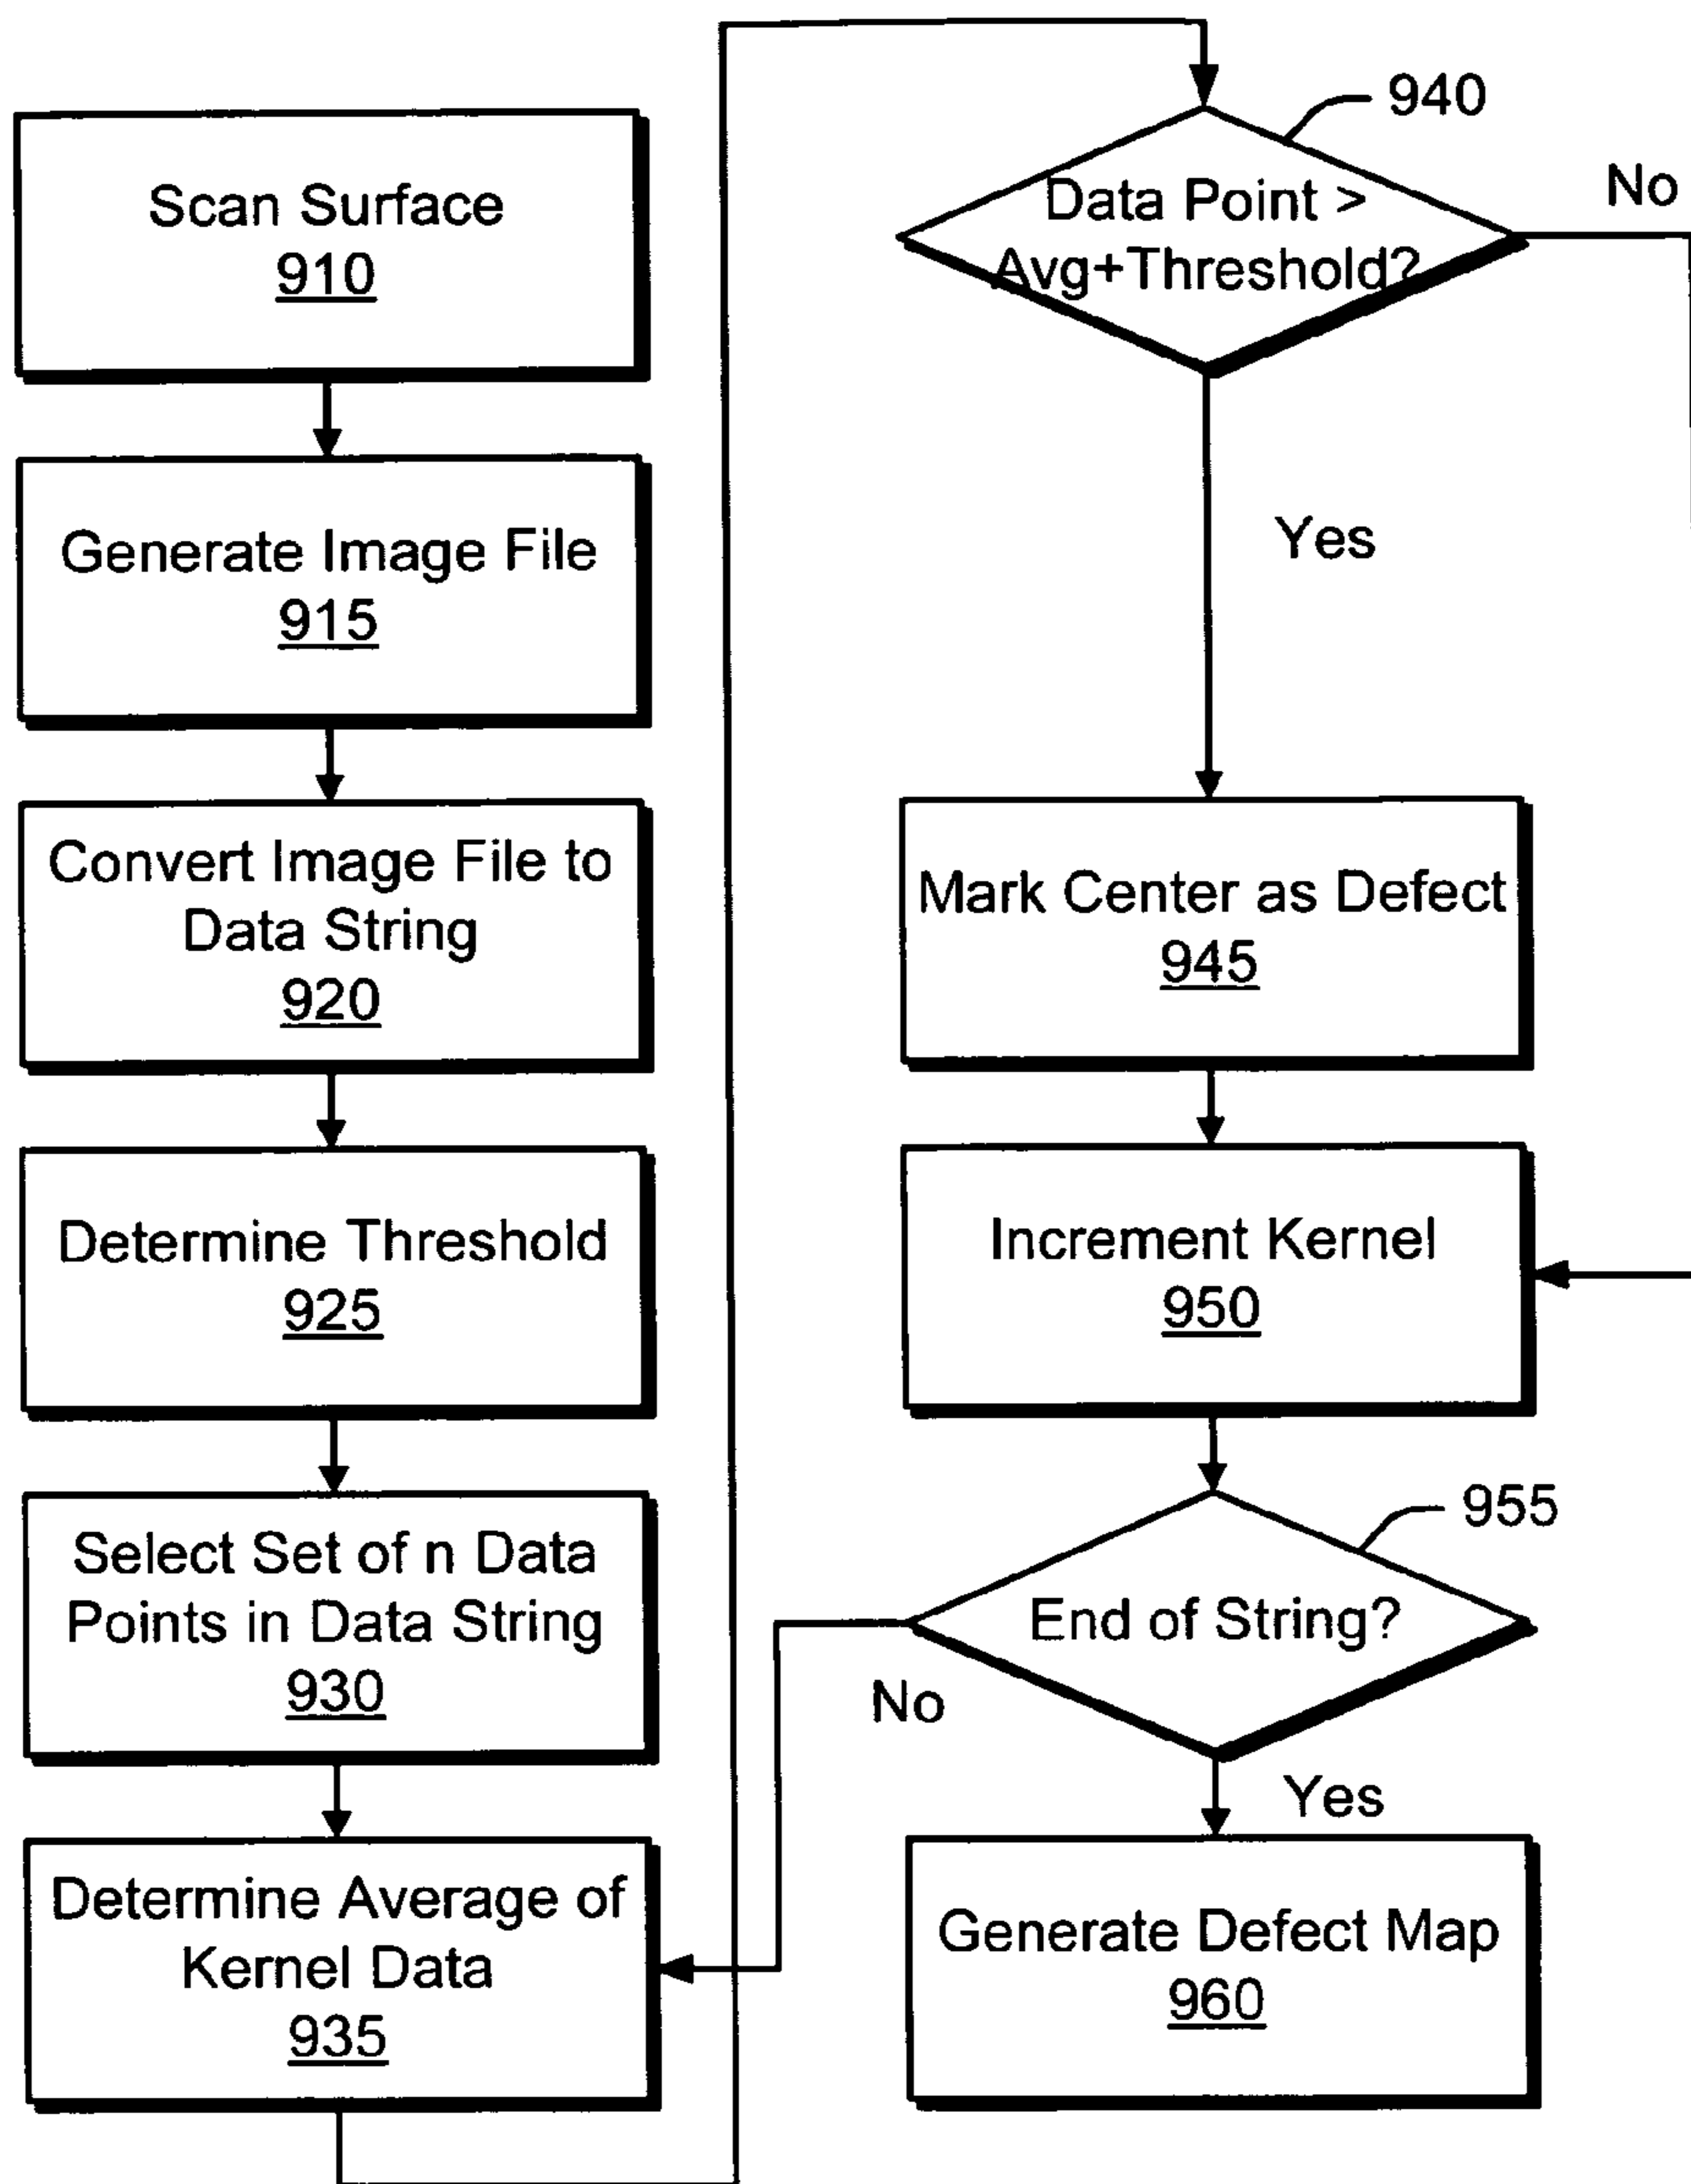 Scan Surface
910
Generate Image File
915
Convert Image File to
Data String
920
Determine Threshold
925
Select Set of n Data
Points in Data String
930
Determine Average of
Kernel Data
935
940
Data Point >
Avg+Threshold?
No
Yes
Mark Center as Defect
945
Increment Kernel
950
955
End of String?
No
Yes
Generate Defect Map
960